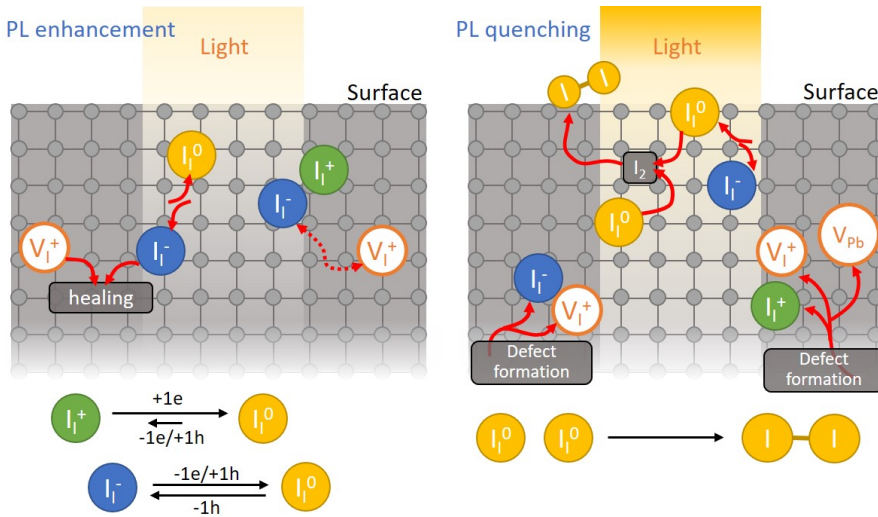 PL enhancement
Light
Surface
I_I^0
I_I^+
I_I^-
V_I^+
I_I^-
V_I^+
healing
I_I^+
+1e
-1e/+1h
I_I^0
I_I^-
-1e/+1h
-1h
I_I^0
PL quenching
Light
Surface
I
I
I_I^0
I_2
I_I^-
I_I^0
V_I^+
V_Pb
I_I^-
V_I^+
I_I^+
Defect
formation
Defect
formation
I_I^0
I_I^0
I
I